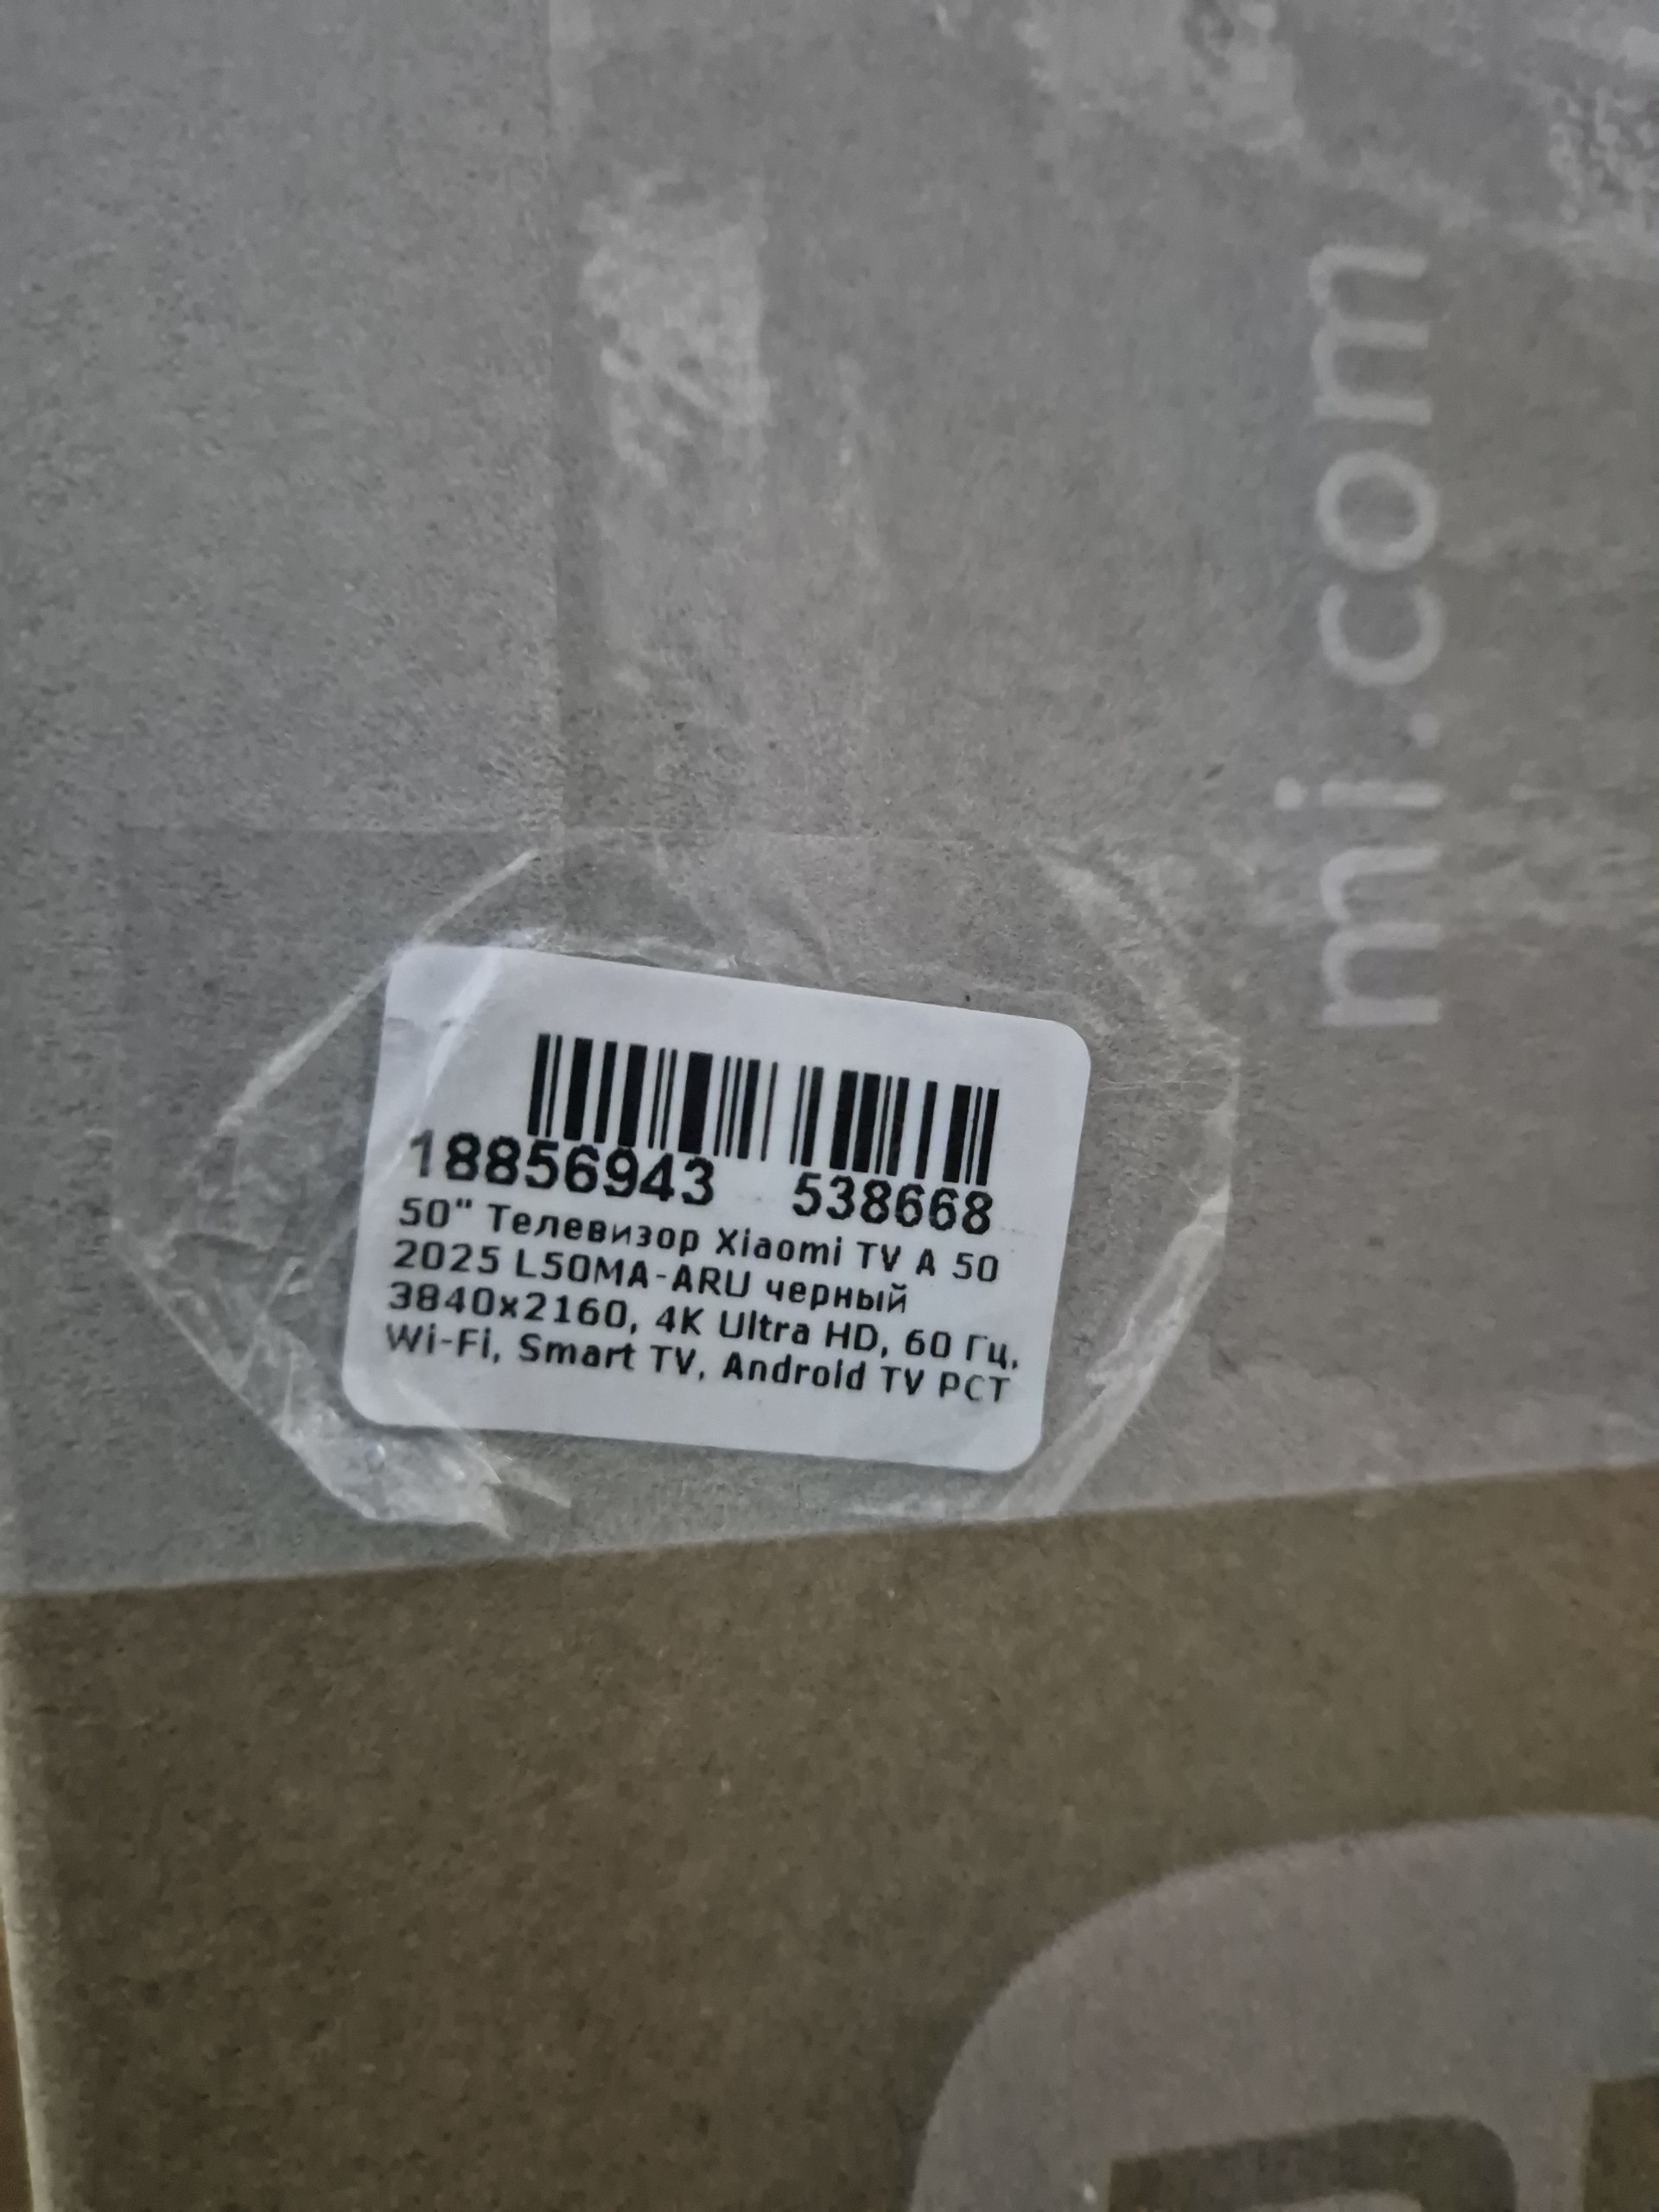 mi.com
18856943 538668
50" Телевизор Xiaomi TV A 50
2025 L50MA-ARU черный
3840x2160, 4K Ultra HD, 60 Гц,
Wi-Fi, Smart TV, Android TV РСТ